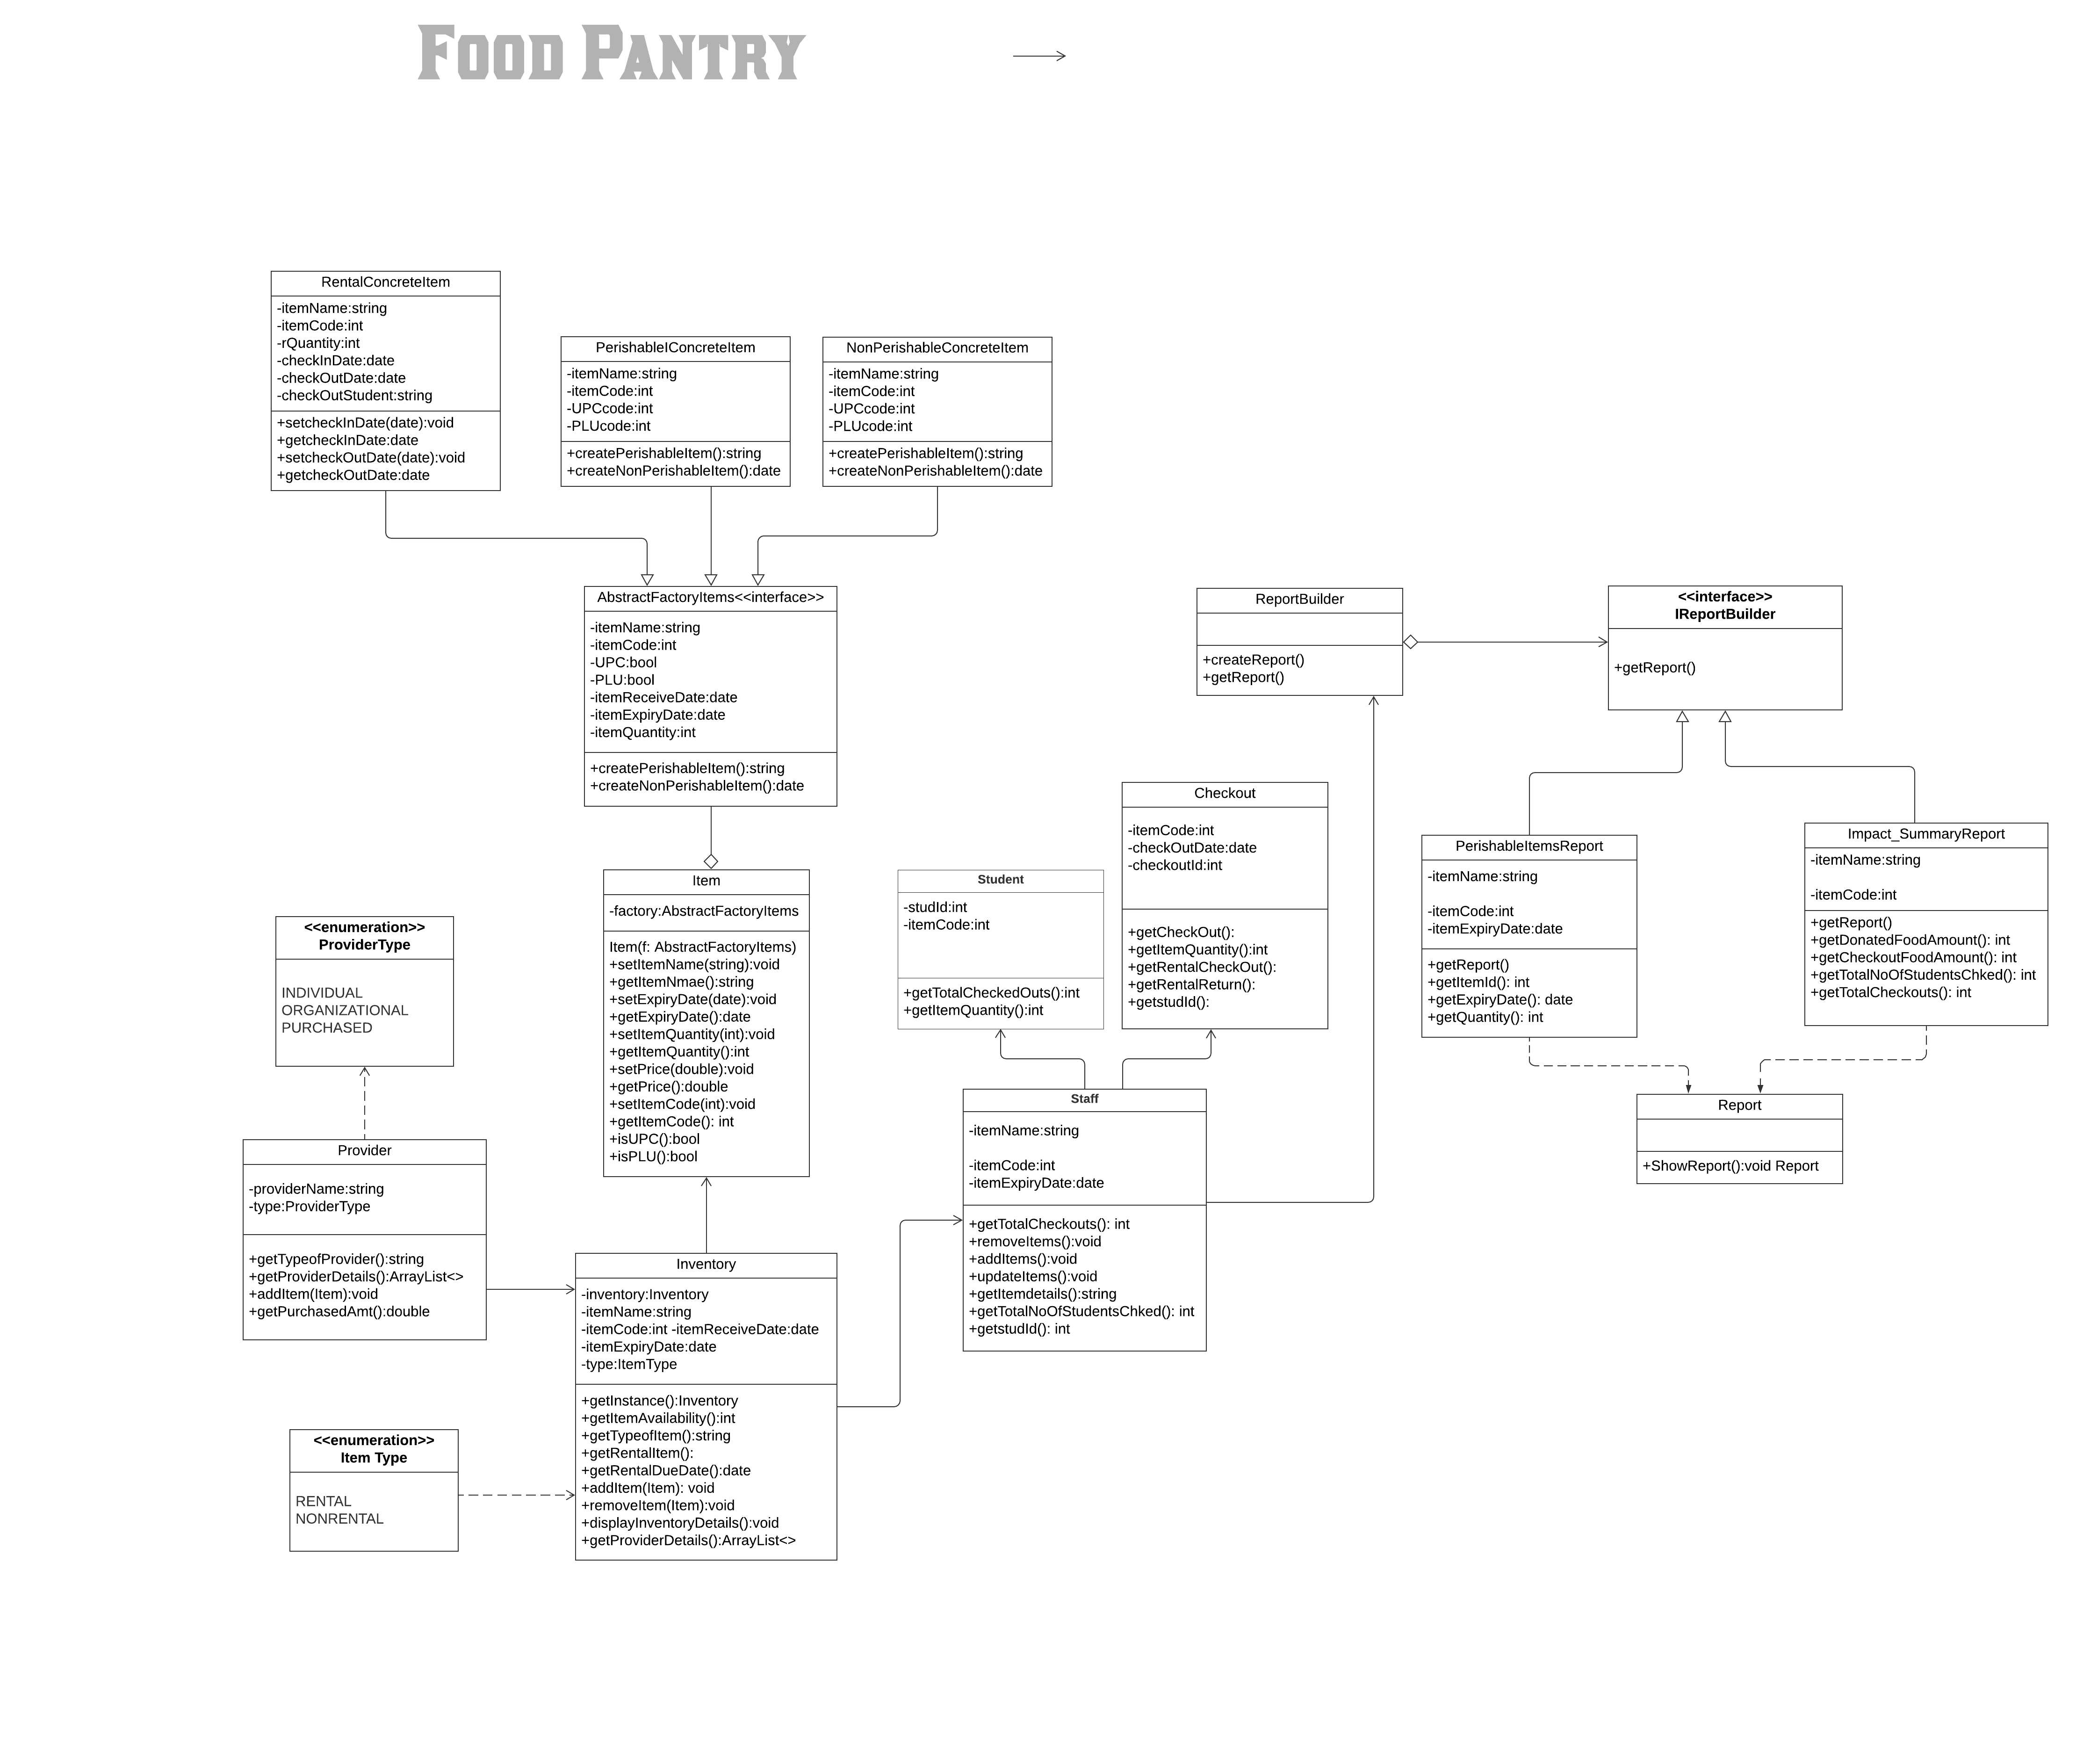 FOOD PANTRY
RentalConcreteItem
-itemName:string
-itemCode:int
-rQuantity:int
-checkInDate:date
-checkOutDate:date
-checkOutStudent:string
+setcheckInDate(date):void
+getcheckInDate:date
+setcheckOutDate(date):void
+getcheckOutDate:date
PerishableIConcreteItem
-itemName:string
-itemCode:int
-UPCcode:int
-PLUcode:int
+createPerishableItem():string
+createNonPerishableItem():date
NonPerishableConcreteItem
-itemName:string
-itemCode:int
-UPCcode:int
-PLUcode:int
+createPerishableItem():string
+createNonPerishableItem():date
AbstractFactoryItems<<interface>>
-itemName:string
-itemCode:int
-UPC:bool
-PLU:bool
-itemReceiveDate:date
-itemExpiryDate:date
-itemQuantity:int
+createPerishableItem():string
+createNonPerishableItem():date
ReportBuilder
+createReport()
+getReport()
<<interface>>
IReportBuilder
+getReport()
Checkout
-itemCode:int
-checkOutDate:date
-checkoutId:int
+getCheckOut():
+getItemQuantity():int
+getRentalCheckOut():
+getRentalReturn():
+getstudId():
PerishableItemsReport
-itemName:string
-itemCode:int
-itemExpiryDate:date
+getReport()
+getItemId(): int
+getExpiryDate(): date
+getQuantity(): int
Impact_SummaryReport
-itemName:string
-itemCode:int
+getReport()
+getDonatedFoodAmount(): int
+getCheckoutFoodAmount(): int
+getTotalNoOfStudentsChked(): int
+getTotalCheckouts(): int
Item
-factory:AbstractFactoryItems
Item(f: AbstractFactoryItems)
+setItemName(string):void
+getItemNmae():string
+setExpiryDate(date):void
+getExpiryDate():date
+setItemQuantity(int):void
+getItemQuantity():int
+setPrice(double):void
+getPrice():double
+setItemCode(int):void
+getItemCode(): int
+isUPC():bool
+isPLU():bool
Student
-studId:int
-itemCode:int
+getTotalCheckedOuts():int
+getItemQuantity():int
<<enumeration>>
ProviderType
INDIVIDUAL
ORGANIZATIONAL
PURCHASED
Staff
-itemName:string
-itemCode:int
-itemExpiryDate:date
+getTotalCheckouts(): int
+removeItems():void
+addItems():void
+updateItems():void
+getItemdetails():string
+getTotalNoOfStudentsChked(): int
+getstudId(): int
Report
+ShowReport():void Report
Provider
-providerName:string
-type:ProviderType
+getTypeofProvider():string
+getProviderDetails():ArrayList<>
+addItem(Item):void
+getPurchasedAmt():double
Inventory
-inventory:Inventory
-itemName:string
-itemCode:int -itemReceiveDate:date
-itemExpiryDate:date
-type:ItemType
+getInstance():Inventory
+getItemAvailability():int
+getTypeofItem():string
+getRentalItem():
+getRentalDueDate():date
+addItem(Item): void
+removeItem(Item):void
+displayInventoryDetails():void
+getProviderDetails():ArrayList<>
<<enumeration>>
Item Type
RENTAL
NONRENTAL